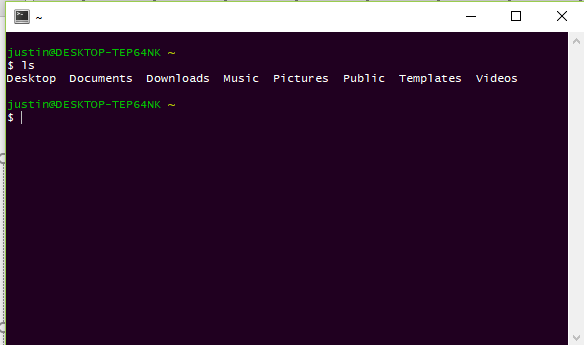 ~
justin@DESKTOP-TEP64NK ~
$ ls
Desktop  Documents  Downloads  Music  Pictures  Public  Templates  Videos
justin@DESKTOP-TEP64NK ~
$